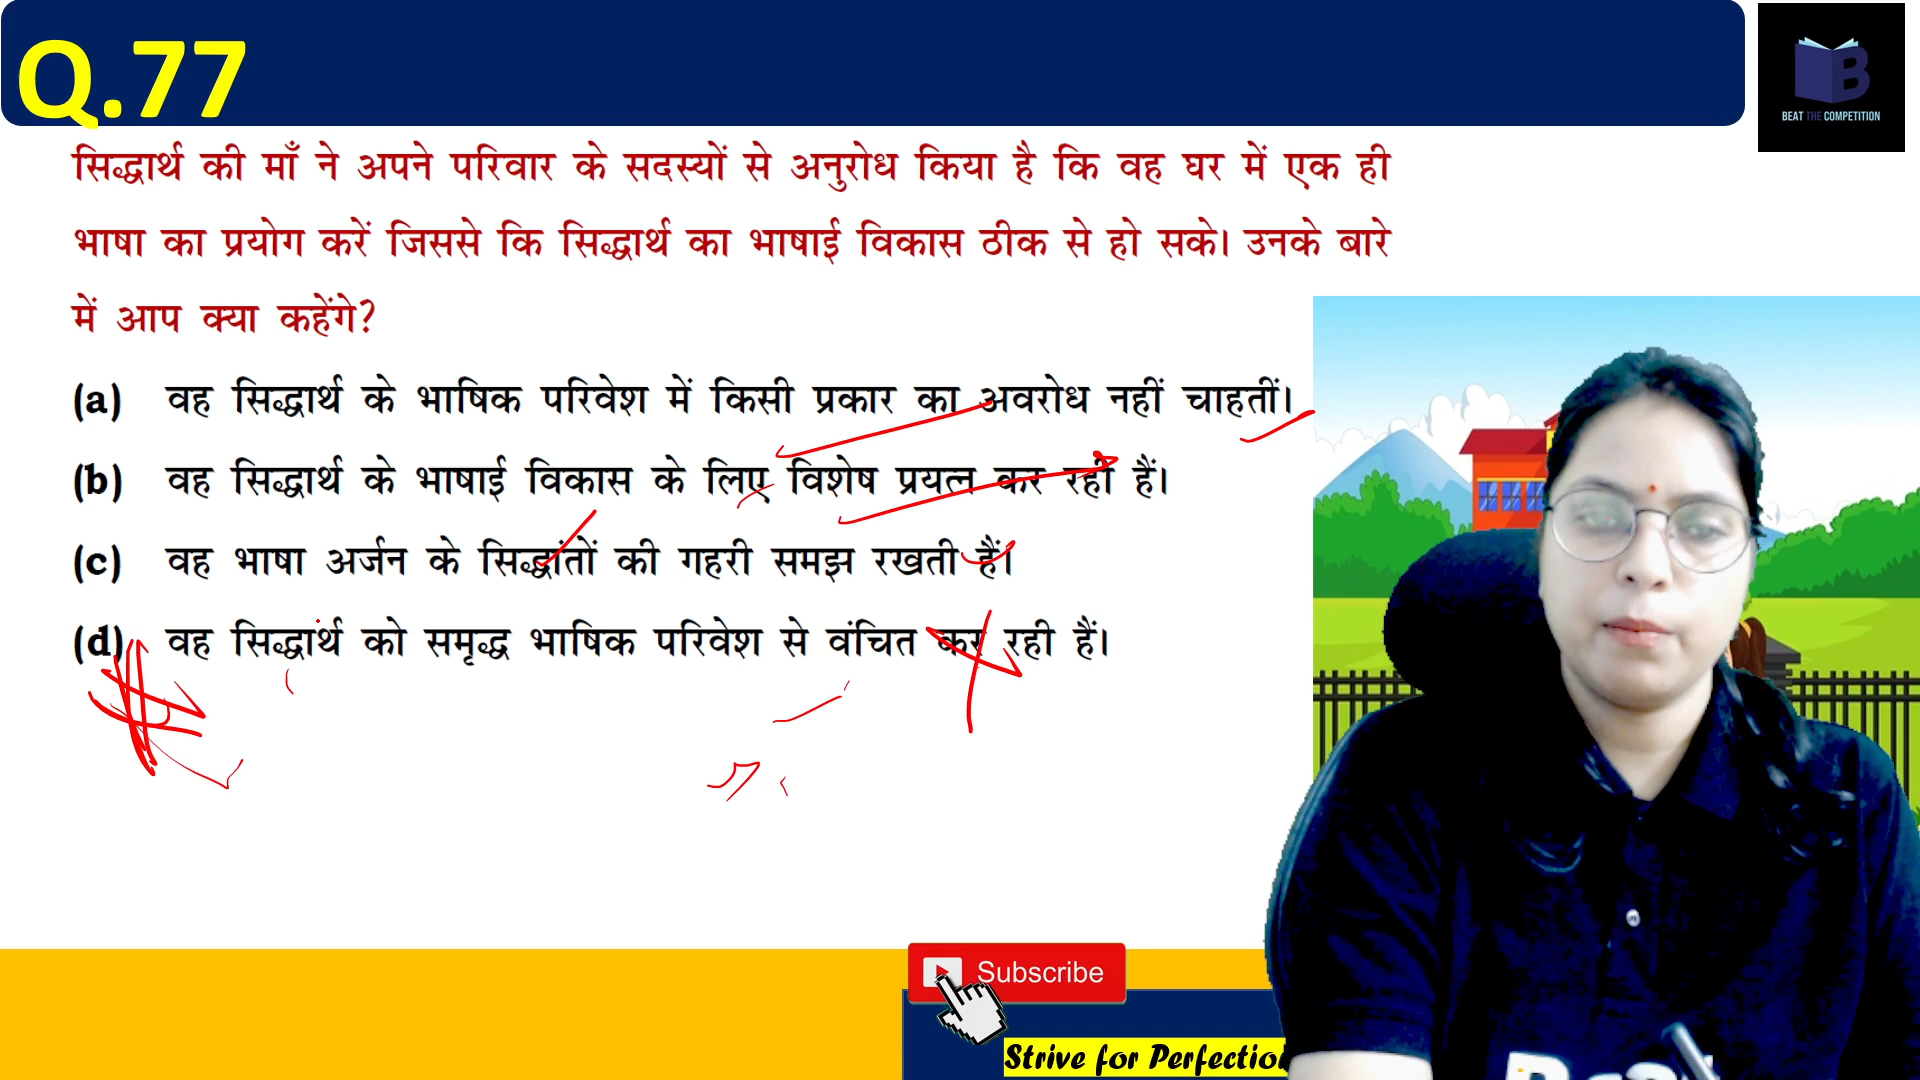 Q.77
BEAT THE COMPETITION
सिद्धार्थ की माँ ने अपने परिवार के सदस्यों से अनुरोध किया है कि वह घर में एक ही
भाषा का प्रयोग करें जिससे कि सिद्धार्थ का भाषाई विकास ठीक से हो सके। उनके बारे
में आप क्या कहेंगे?
(a) वह सिद्धार्थ के भाषिक परिवेश में किसी प्रकार का अवरोध नहीं चाहतीं।
(b) वह सिद्धार्थ के भाषाई विकास के लिए विशेष प्रयत्न कर रही हैं।
(c) वह भाषा अर्जन के सिद्धांतों की गहरी समझ रखती हैं।
(d) वह सिद्धार्थ को समृद्ध भाषिक परिवेश से वंचित कर रही हैं।
Subscribe
Strive for Perfection